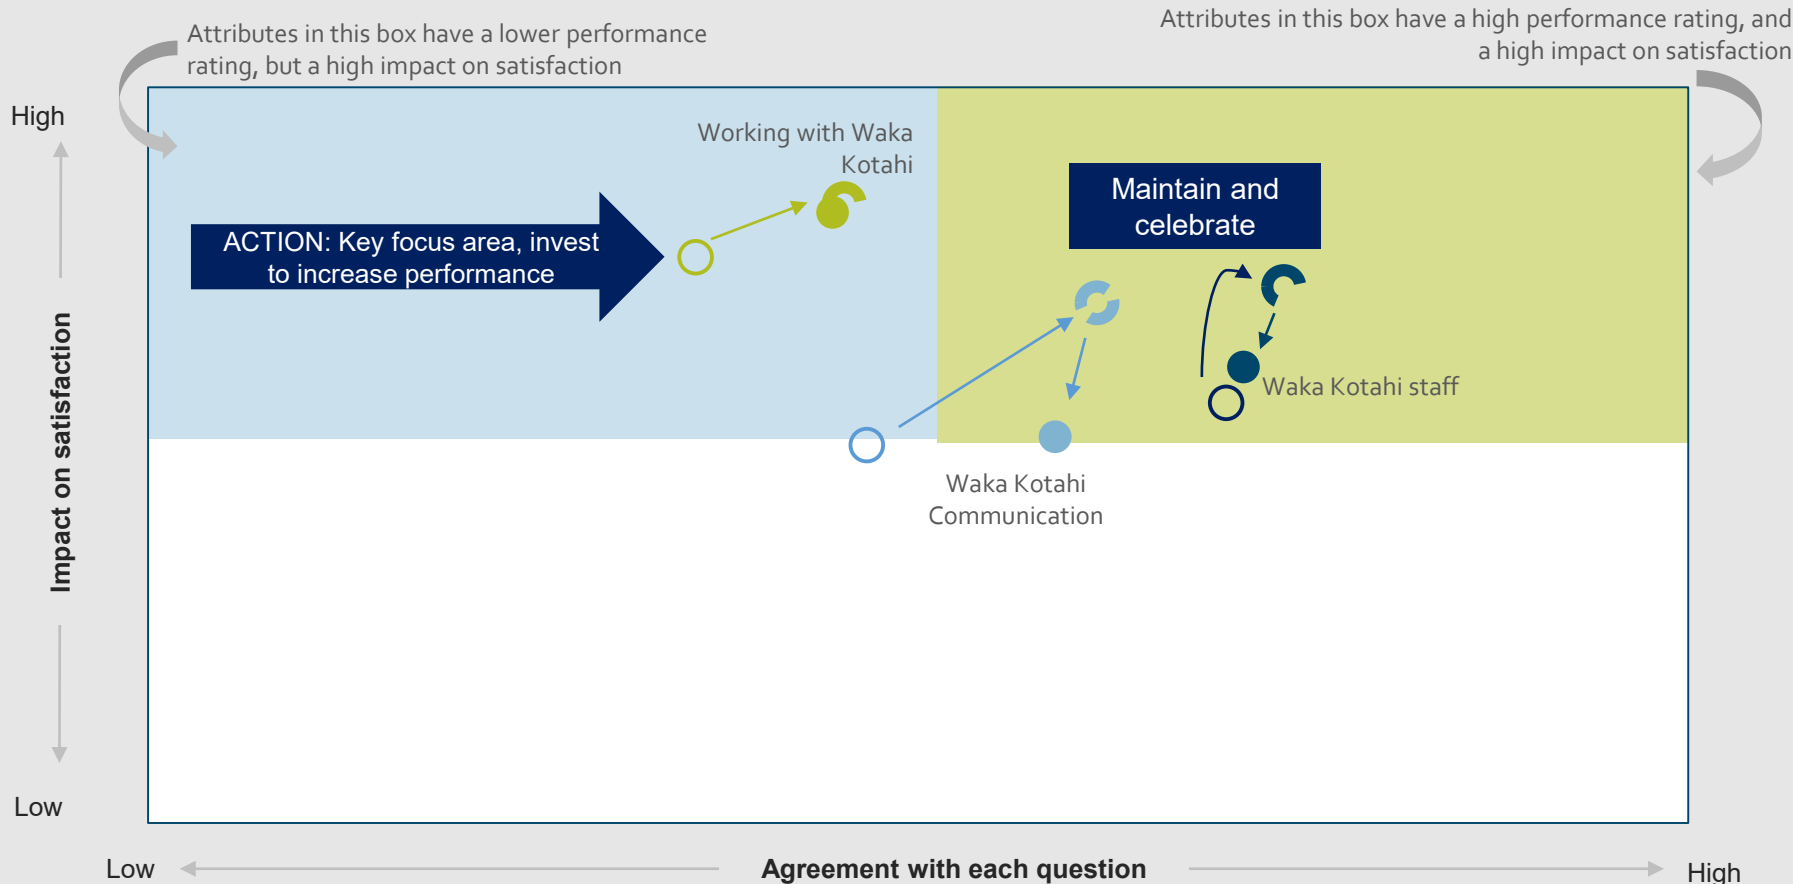 Attributes in this box have a lower performance
rating, but a high impact on satisfaction
Attributes in this box have a high performance rating, and
a high impact on satisfaction
High
Working with Waka
Kotahi
Maintain and
celebrate
ACTION: Key focus area, invest
to increase performance
Waka Kotahi staff
Impact on satisfaction
Waka Kotahi
Communication
Low
Low
Agreement with each question
High